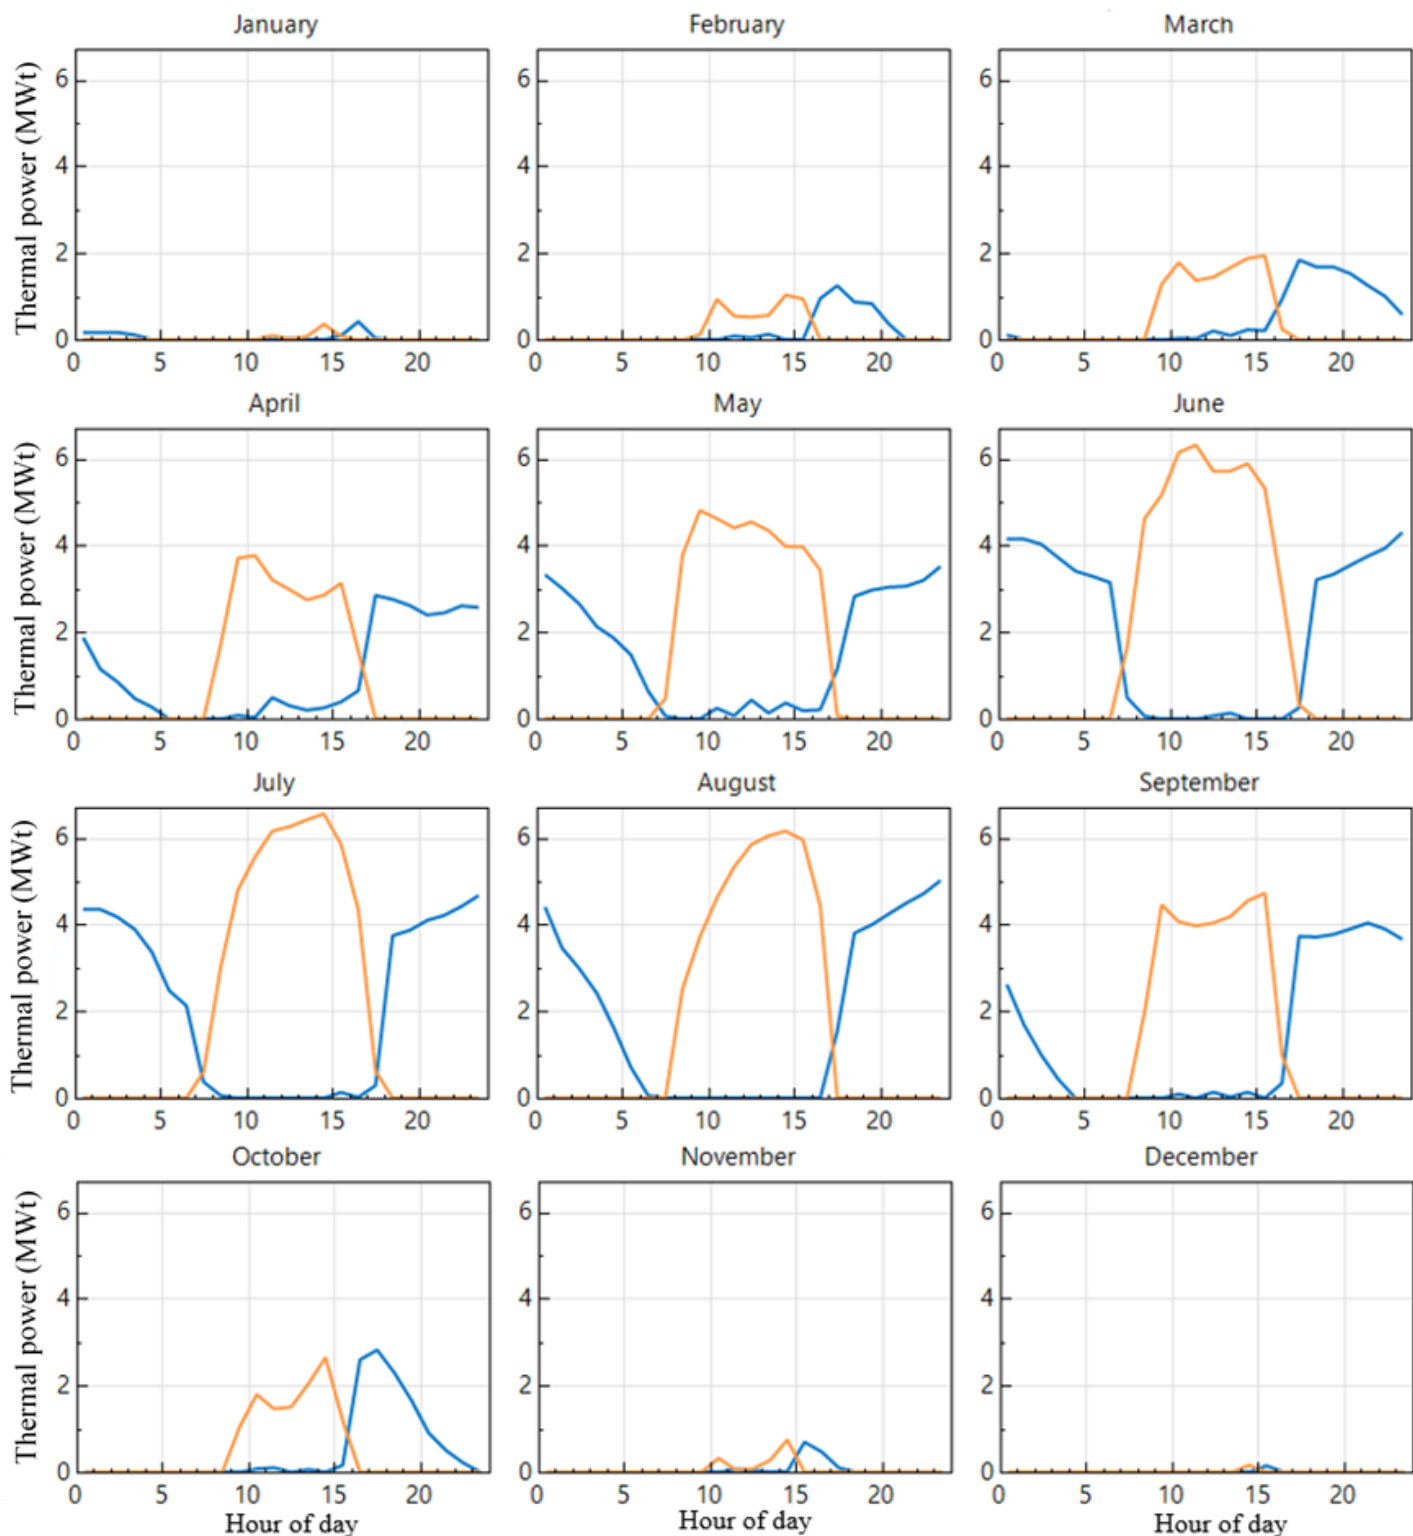 January February March
Thermal power (MWt)
6 6 6
4 4 4
2 2 2
0 0 0
0 5 10 15 20 0 5 10 15 20 0 5 10 15 20
April May June
Thermal power (MWt)
6 6 6
4 4 4
2 2 2
0 0 0
0 5 10 15 20 0 5 10 15 20 0 5 10 15 20
July August September
Thermal power (MWt)
6 6 6
4 4 4
2 2 2
0 0 0
0 5 10 15 20 0 5 10 15 20 0 5 10 15 20
October November December
Thermal power (MWt)
6 6 6
4 4 4
2 2 2
0 0 0
0 5 10 15 20 0 5 10 15 20 0 5 10 15 20
Hour of day Hour of day Hour of day